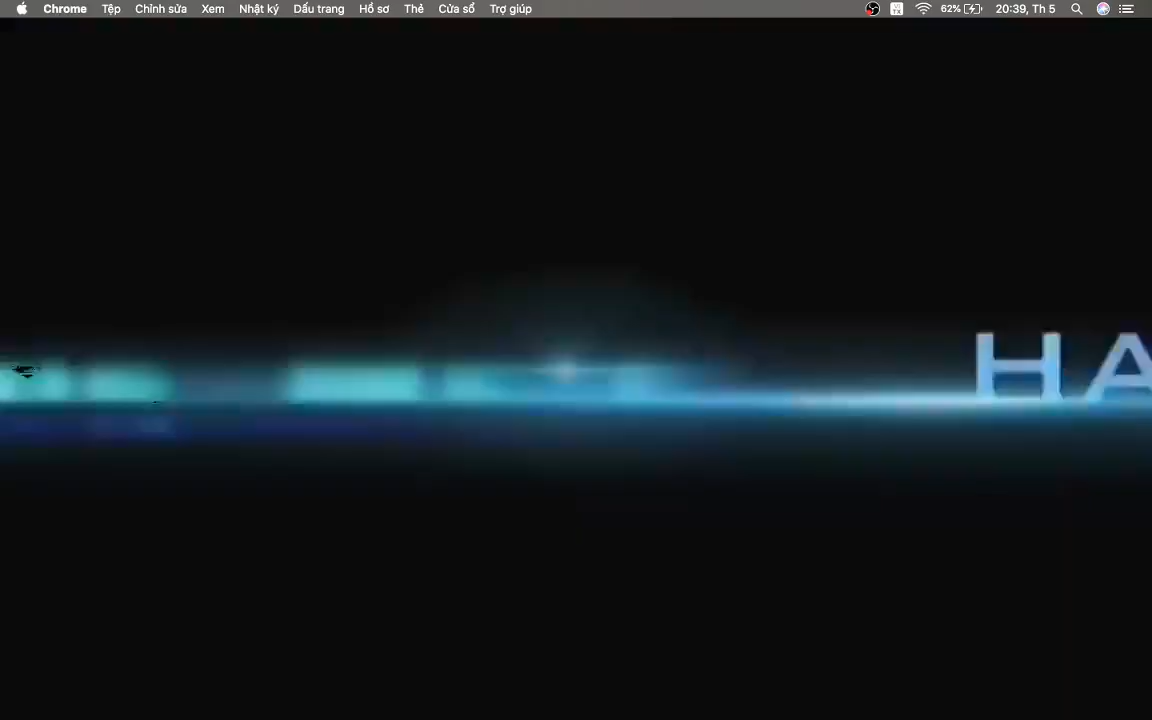 Chrome Tệp Chỉnh sửa Xem Nhật ký Dấu trang Hồ sơ Thẻ Cửa sổ Trợ giúp 62% 20:39, Th 5
HA